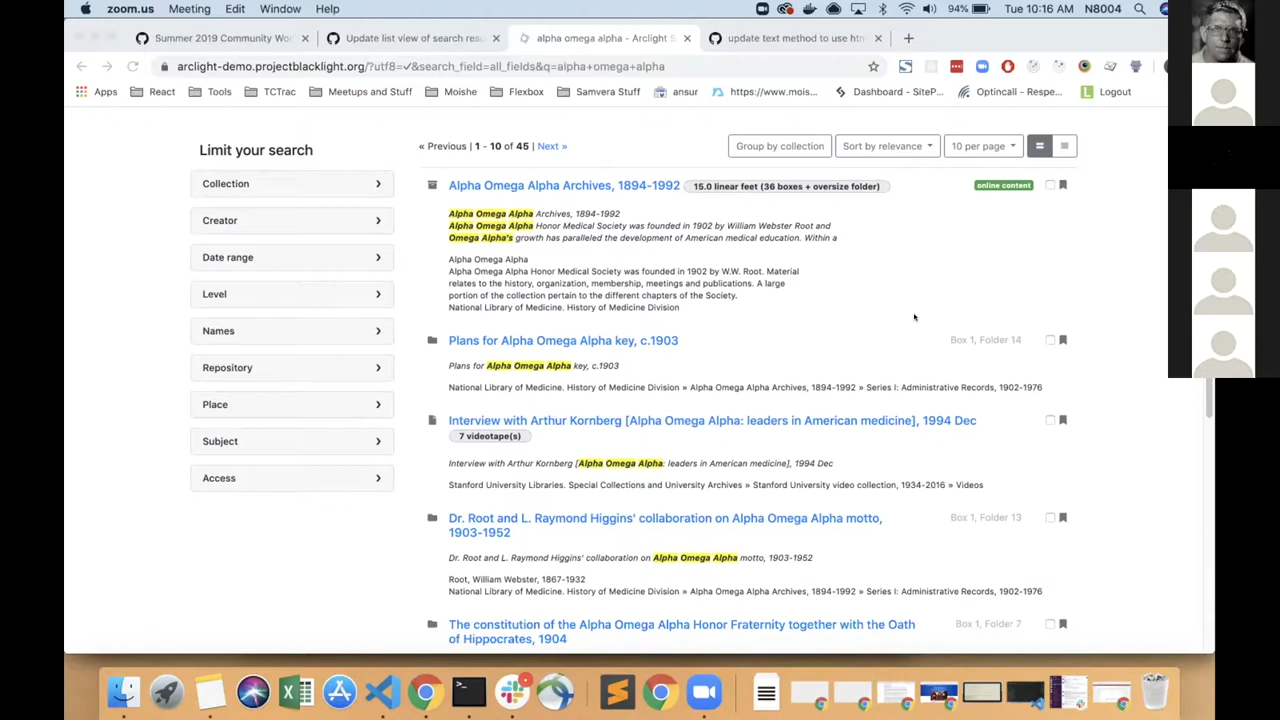 zoom.us Meeting Edit Window Help 94% Tue 10:16 AM N8004
Summer 2019 Community Wo Update list view of search resu alpha omega alpha - Arclight S update text method to use htm
arclight-demo.projectblacklight.org/?utf8=✓&search_field=all_fields&q=alpha+omega+alpha
Apps React Tools TCTrac Meetups and Stuff Moishe Flexbox Samvera Stuff ansur https://www.mois... Dashboard - SiteP... Optincall - Respe... Logout
Limit your search
Collection
Creator
Date range
Level
Names
Repository
Place
Subject
Access
« Previous | 1 - 10 of 45 | Next »
Group by collection Sort by relevance 10 per page
Alpha Omega Alpha Archives, 1894-1992 15.0 linear feet (36 boxes + oversize folder) online content
Alpha Omega Alpha Archives, 1894-1992
Alpha Omega Alpha Honor Medical Society was founded in 1902 by William Webster Root and
Omega Alpha's growth has paralleled the development of American medical education. Within a
Alpha Omega Alpha
Alpha Omega Alpha Honor Medical Society was founded in 1902 by W.W. Root. Material
relates to the history, organization, membership, meetings and publications. A large
portion of the collection pertain to the different chapters of the Society.
National Library of Medicine. History of Medicine Division
Plans for Alpha Omega Alpha key, c.1903 Box 1, Folder 14
Plans for Alpha Omega Alpha key, c.1903
National Library of Medicine. History of Medicine Division » Alpha Omega Alpha Archives, 1894-1992 » Series I: Administrative Records, 1902-1976
Interview with Arthur Kornberg [Alpha Omega Alpha: leaders in American medicine], 1994 Dec
7 videotape(s)
Interview with Arthur Kornberg [Alpha Omega Alpha: leaders in American medicine], 1994 Dec
Stanford University Libraries. Special Collections and University Archives » Stanford University video collection, 1934-2016 » Videos
Dr. Root and L. Raymond Higgins' collaboration on Alpha Omega Alpha motto, Box 1, Folder 13
1903-1952
Dr. Root and L. Raymond Higgins' collaboration on Alpha Omega Alpha motto, 1903-1952
Root, William Webster, 1867-1932
National Library of Medicine. History of Medicine Division » Alpha Omega Alpha Archives, 1894-1992 » Series I: Administrative Records, 1902-1976
The constitution of the Alpha Omega Alpha Honor Fraternity together with the Oath Box 1, Folder 7
of Hippocrates, 1904